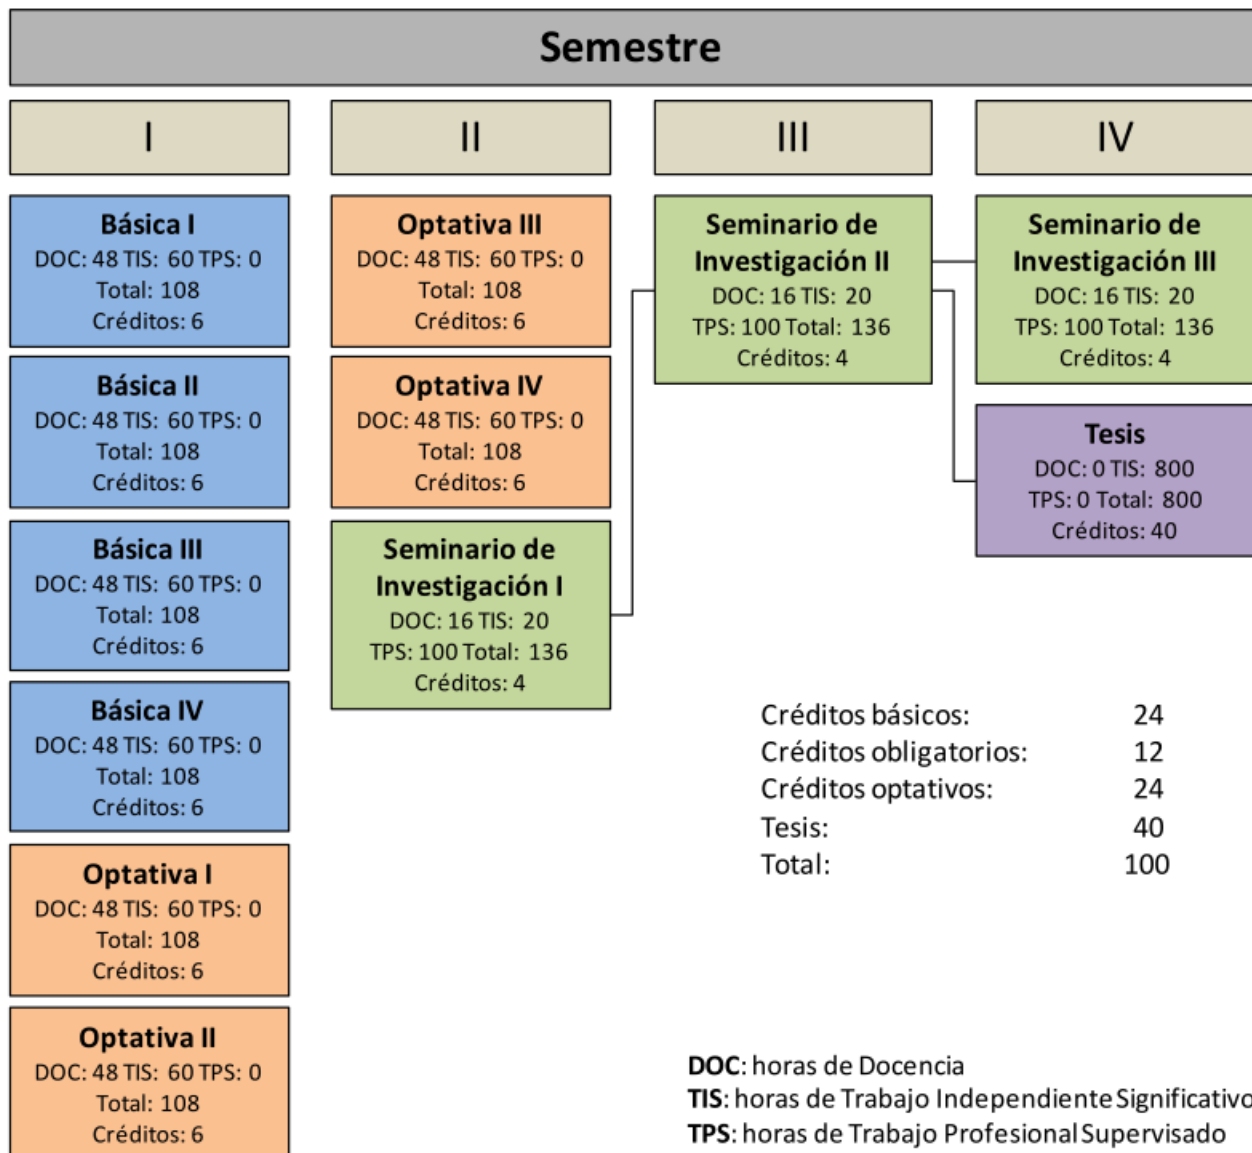 Semestre
I
II
III
IV
Básica I
DOC: 48 TIS: 60 TPS: 0
Total: 108
Créditos: 6
Básica II
DOC: 48 TIS: 60 TPS: 0
Total: 108
Créditos: 6
Básica III
DOC: 48 TIS: 60 TPS: 0
Total: 108
Créditos: 6
Básica IV
DOC: 48 TIS: 60 TPS: 0
Total: 108
Créditos: 6
Optativa I
DOC: 48 TIS: 60 TPS: 0
Total: 108
Créditos: 6
Optativa II
DOC: 48 TIS: 60 TPS: 0
Total: 108
Créditos: 6
Optativa III
DOC: 48 TIS: 60 TPS: 0
Total: 108
Créditos: 6
Optativa IV
DOC: 48 TIS: 60 TPS: 0
Total: 108
Créditos: 6
Seminario de
Investigación I
DOC: 16 TIS: 20
TPS: 100 Total: 136
Créditos: 4
Seminario de
Investigación II
DOC: 16 TIS: 20
TPS: 100 Total: 136
Créditos: 4
Seminario de
Investigación III
DOC: 16 TIS: 20
TPS: 100 Total: 136
Créditos: 4
Tesis
DOC: 0 TIS: 800
TPS: 0 Total: 800
Créditos: 40
Créditos básicos: 24
Créditos obligatorios: 12
Créditos optativos: 24
Tesis: 40
Total: 100
DOC: horas de Docencia
TIS: horas de Trabajo Independiente Significativo
TPS: horas de Trabajo Profesional Supervisado